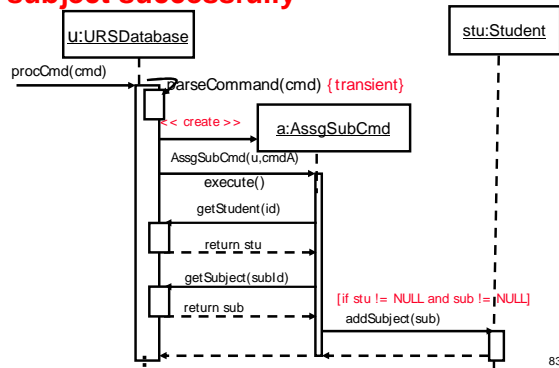 subject successfully
u:URSDatabase
stu:Student
procCmd(cmd)
parseCommand(cmd) {transient}
<< create >>
a:AssgSubCmd
AssgSubCmd(u,cmdA)
execute()
getStudent(id)
return stu
getSubject(subId)
[if stu != NULL and sub != NULL]
return sub
addSubject(sub)
83